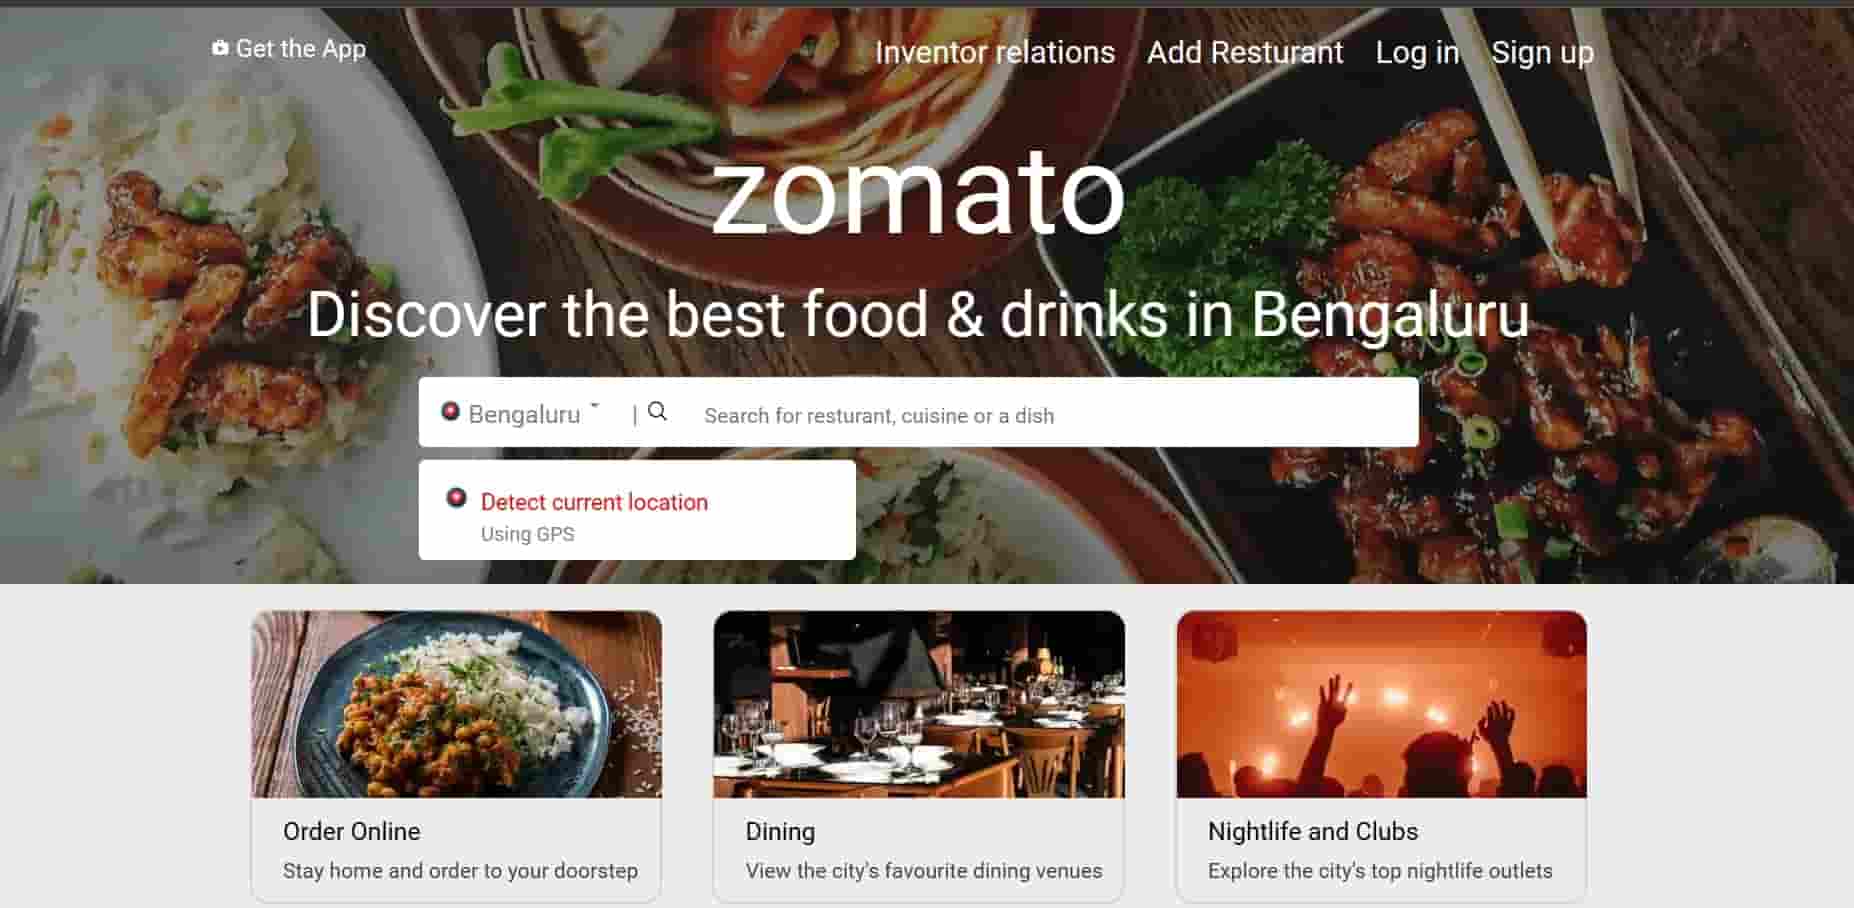 Get the App
Inventor relations Add Resturant Log in Sign up
zomato
Discover the best food & drinks in Bengaluru
Bengaluru | Search for resturant, cuisine or a dish
Detect current location
Using GPS
Order Online
Stay home and order to your doorstep
Dining
View the city's favourite dining venues
Nightlife and Clubs
Explore the city's top nightlife outlets